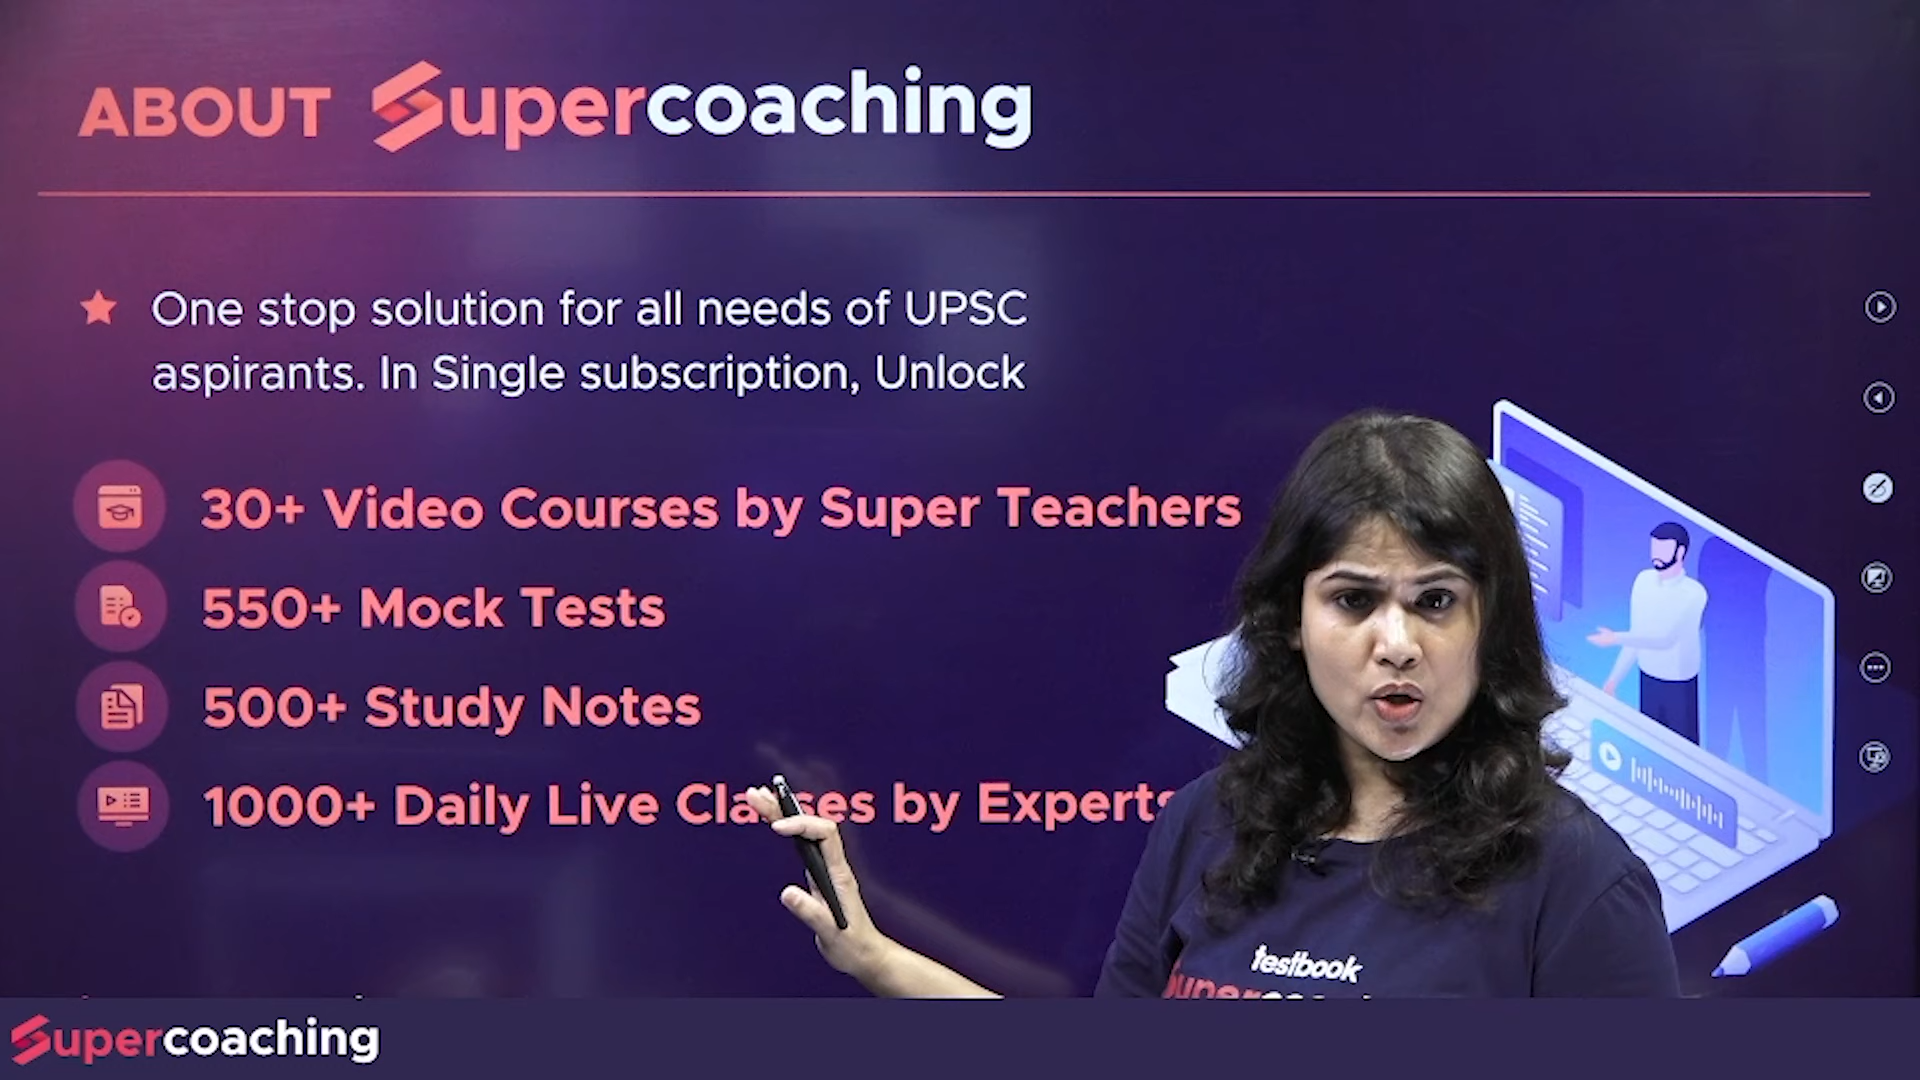 ABOUT Supercoaching
One stop solution for all needs of UPSC
aspirants. In Single subscription, Unlock
30+ Video Courses by Super Teachers
550+ Mock Tests
500+ Study Notes
1000+ Daily Live Classes by Experts
testbook
Supercoaching